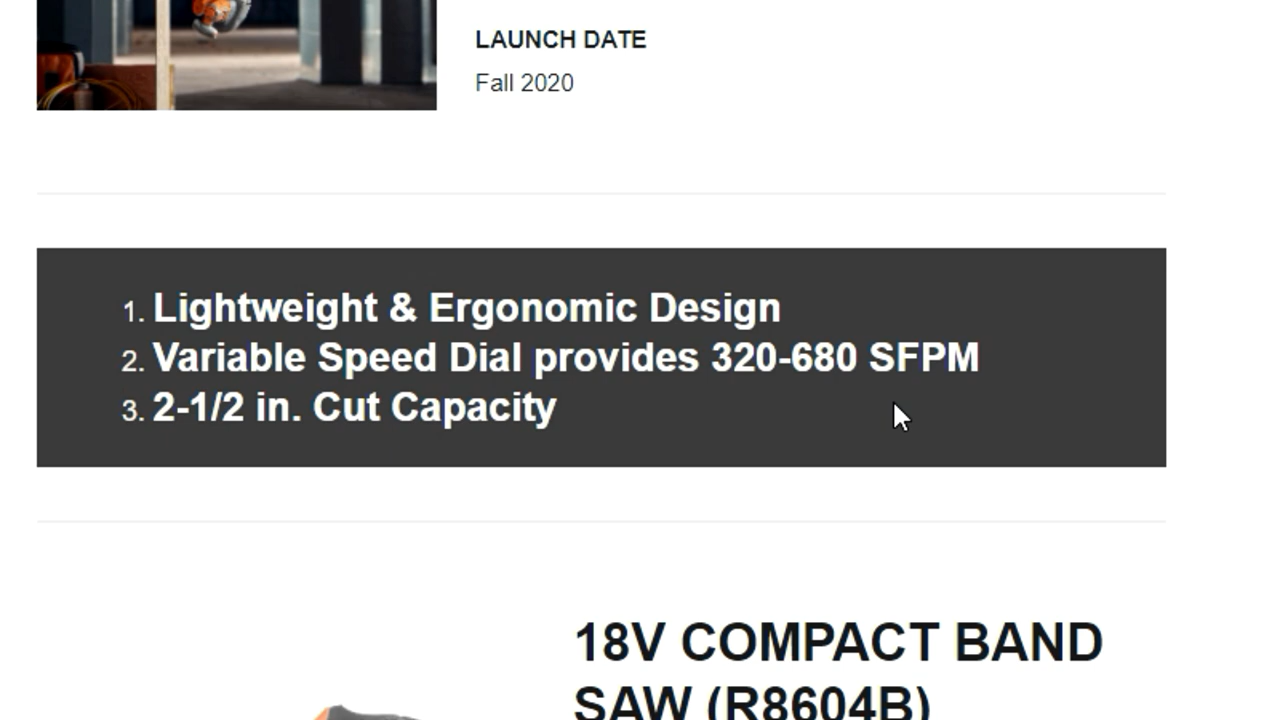 LAUNCH DATE
Fall 2020
1. Lightweight & Ergonomic Design
2. Variable Speed Dial provides 320-680 SFPM
3. 2-1/2 in. Cut Capacity
18V COMPACT BAND
SAW (R8604B)